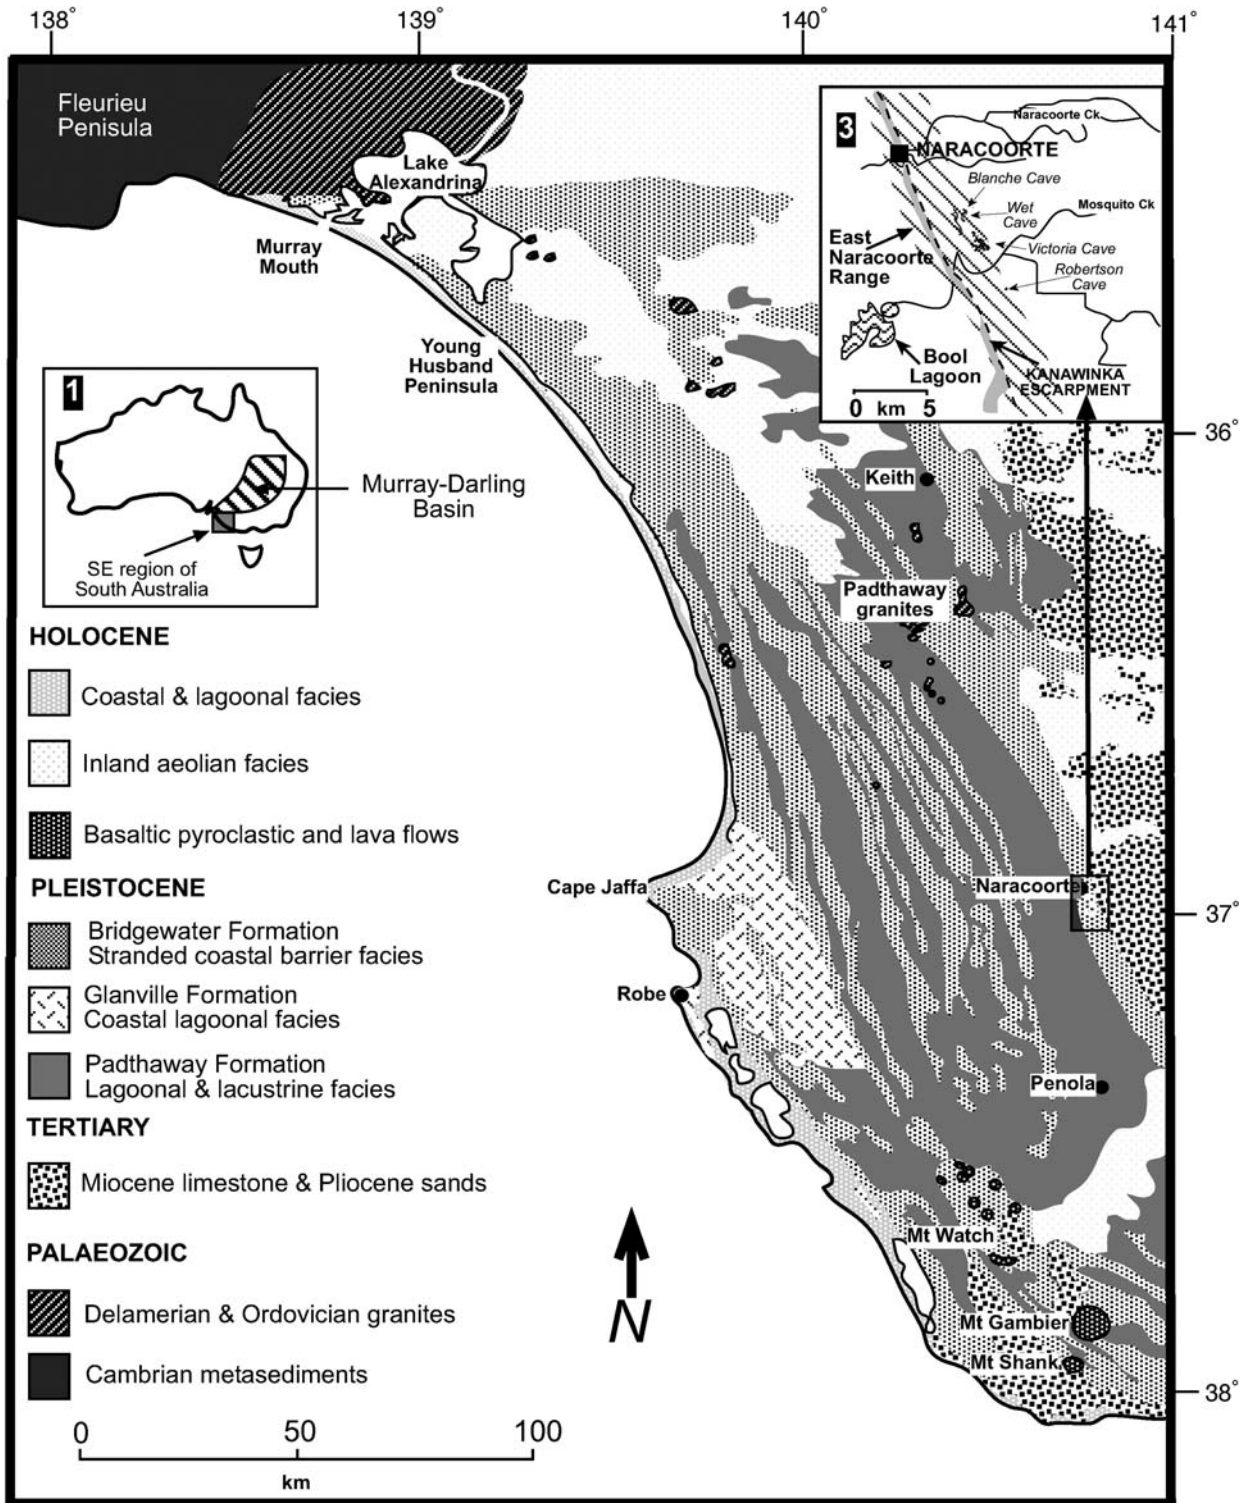 138°
139°
140°
141°
Fleurieu
Penisula
Lake
Alexandrina
Murray
Mouth
Young
Husband
Peninsula
3
Naracoorte Ck
NARACOORTE
Blanche Cave
Wet
Cave
Mosquito Ck
Victoria Cave
Robertson
Cave
East
Naracoorte
Range
Bool
Lagoon
KANAWINKA
ESCARPMENT
0 km 5
36°
1
Murray-Darling
Basin
SE region of
South Australia
Keith
Padthaway
granites
HOLOCENE
Coastal & lagoonal facies
Inland aeolian facies
Basaltic pyroclastic and lava flows
PLEISTOCENE
Bridgewater Formation
Stranded coastal barrier facies
Glanville Formation
Coastal lagoonal facies
Padthaway Formation
Lagoonal & lacustrine facies
TERTIARY
Miocene limestone & Pliocene sands
PALAEOZOIC
Delamerian & Ordovician granites
Cambrian metasediments
0 50 100
km
Cape Jaffa
Naracoorte
37°
Robe
Penola
Mt Watch
Mt Gambier
Mt Shank
38°
N